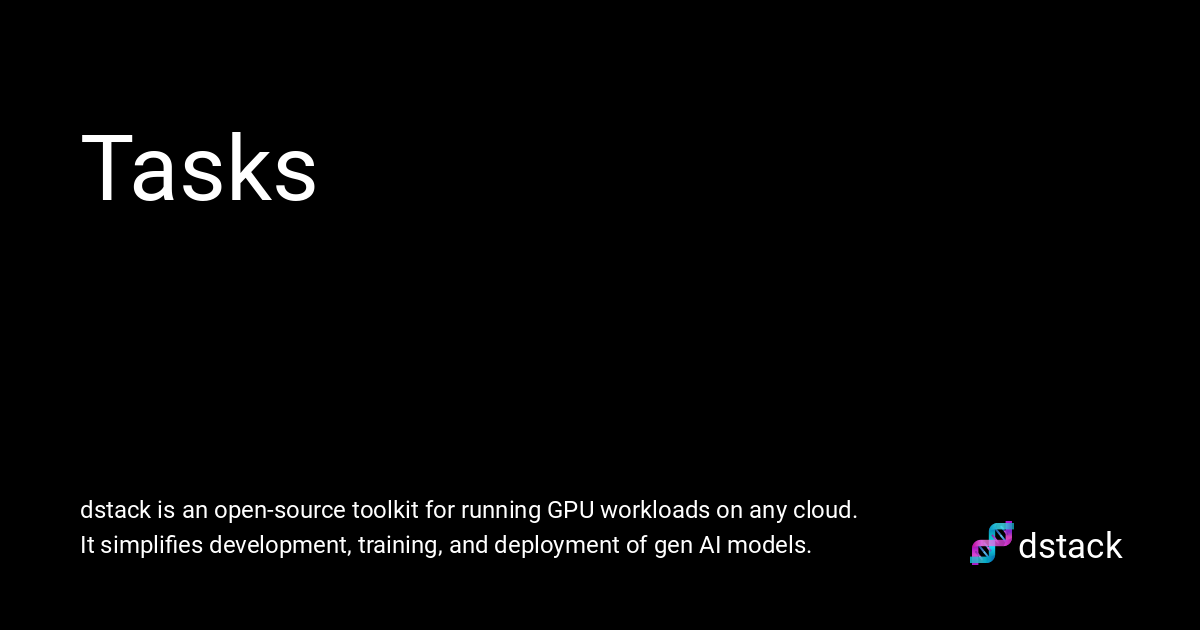 Tasks
dstack is an open-source toolkit for running GPU workloads on any cloud.
It simplifies development, training, and deployment of gen AI models.
dstack